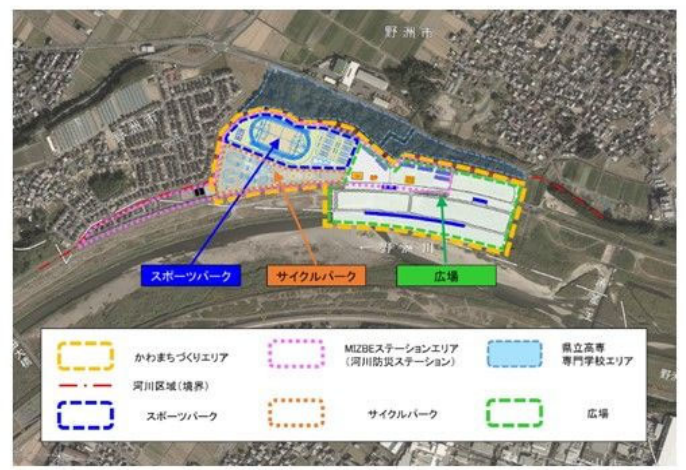 野洲市
野洲川
スポーツパーク
サイクルパーク
広場
かわまちづくりエリア
MIZBEステーションエリア
(河川防災ステーション)
県立高専
専門学校エリア
河川区域(境界)
スポーツパーク
サイクルパーク
広場